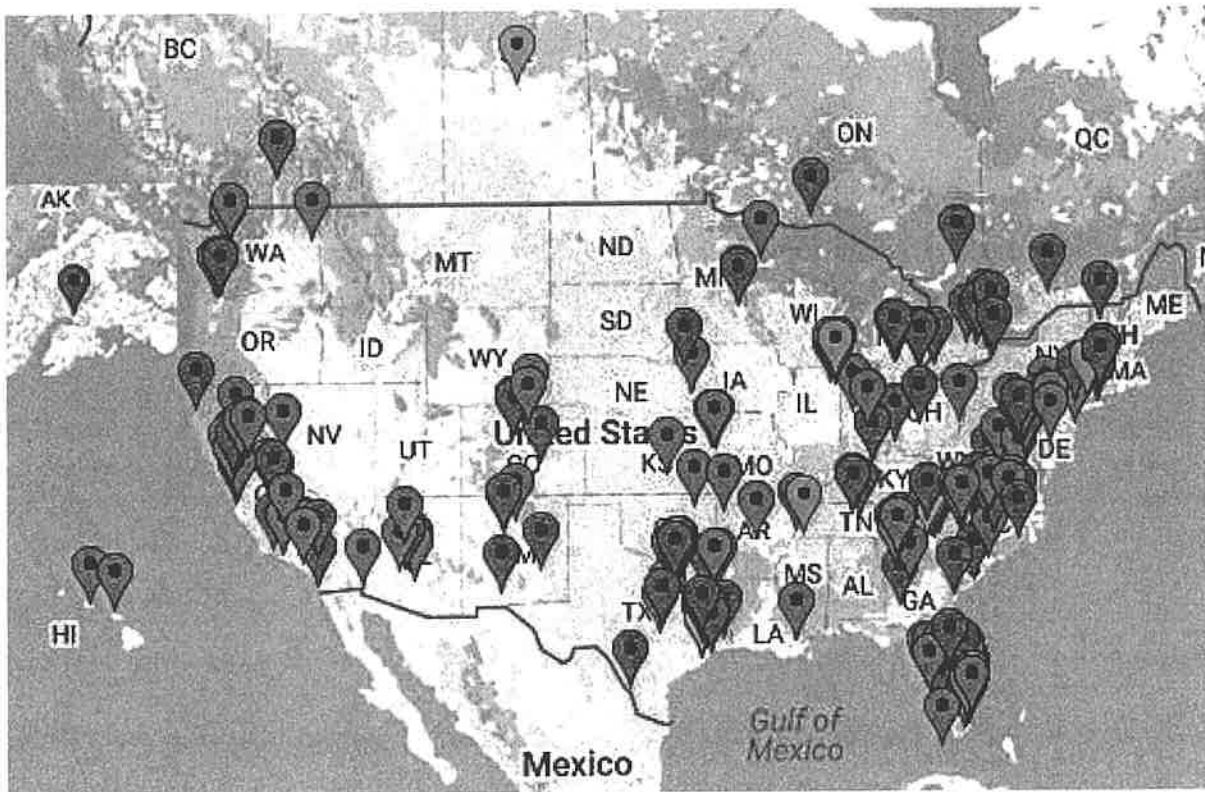 BC
ON
QC
AK
WA
ND
MT
ME
SD
WI
OR
ID
WY
NE
IA
MA
IL
OH
NV
United States
DE
UT
MO
KY
TN
AR
MS
AL
GA
TX
LA
HI
Gulf of
Mexico
Mexico